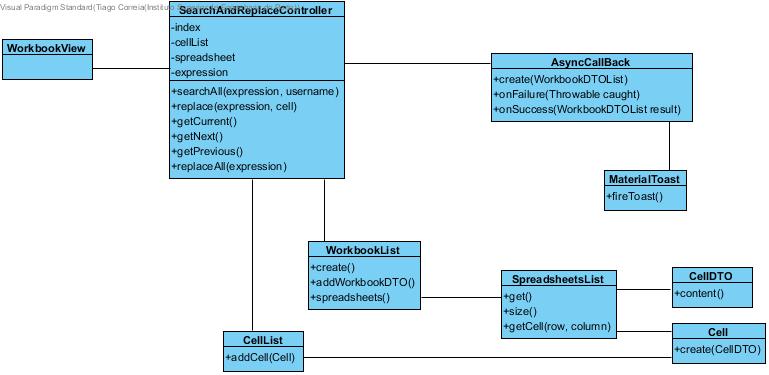 Visual Paradigm Standard(Tiago Correia(Instituto
SearchAndReplaceController
-index
-cellList
-spreadsheet
-expression
+searchAll(expression, username)
+replace(expression, cell)
+getCurrent()
+getNext()
+getPrevious()
+replaceAll(expression)
WorkbookView
AsyncCallBack
+create(WorkbookDTOList)
+onFailure(Throwable caught)
+onSuccess(WorkbookDTOList result)
MaterialToast
+fireToast()
WorkbookList
+create()
+addWorkbookDTO()
+spreadsheets()
SpreadsheetsList
+get()
+size()
+getCell(row, column)
CellDTO
+content()
Cell
+create(CellDTO)
CellList
+addCell(Cell)